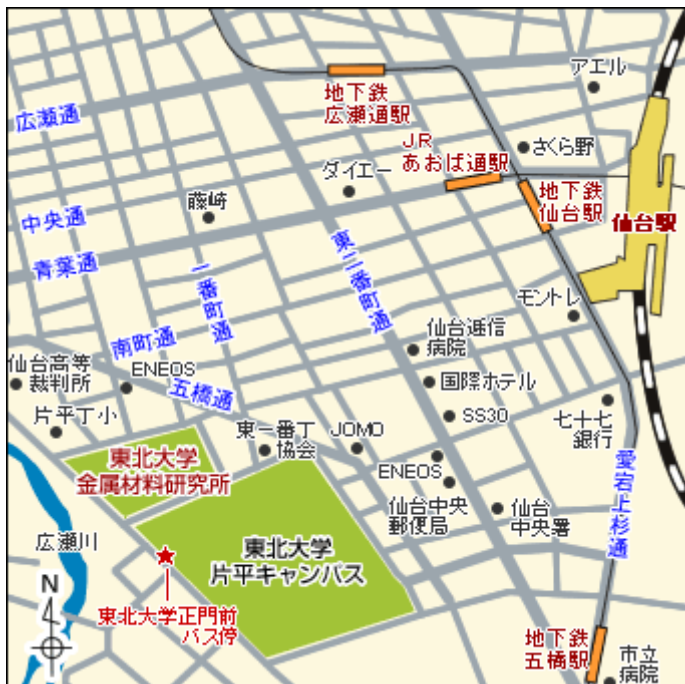 アエル
地下鉄
広瀬通駅
広瀬通
JR
あおば通駅
さくら野
ダイエー
地下鉄
仙台駅
藤崎
中央通
仙台駅
青葉通
一番町通
東二番町通
モントレ
南町通
仙台逓信
病院
仙台高等
裁判所
ENEOS
五橋通
国際ホテル
SS30
七十七
銀行
片平丁小
東一番丁
協会
JOMO
東北大学
金属材料研究所
ENEOS
愛宕上杉通
仙台中央
郵便局
仙台
中央署
広瀬川
東北大学
片平キャンパス
N
東北大学正門前
バス停
地下鉄
五橋駅
市立
病院